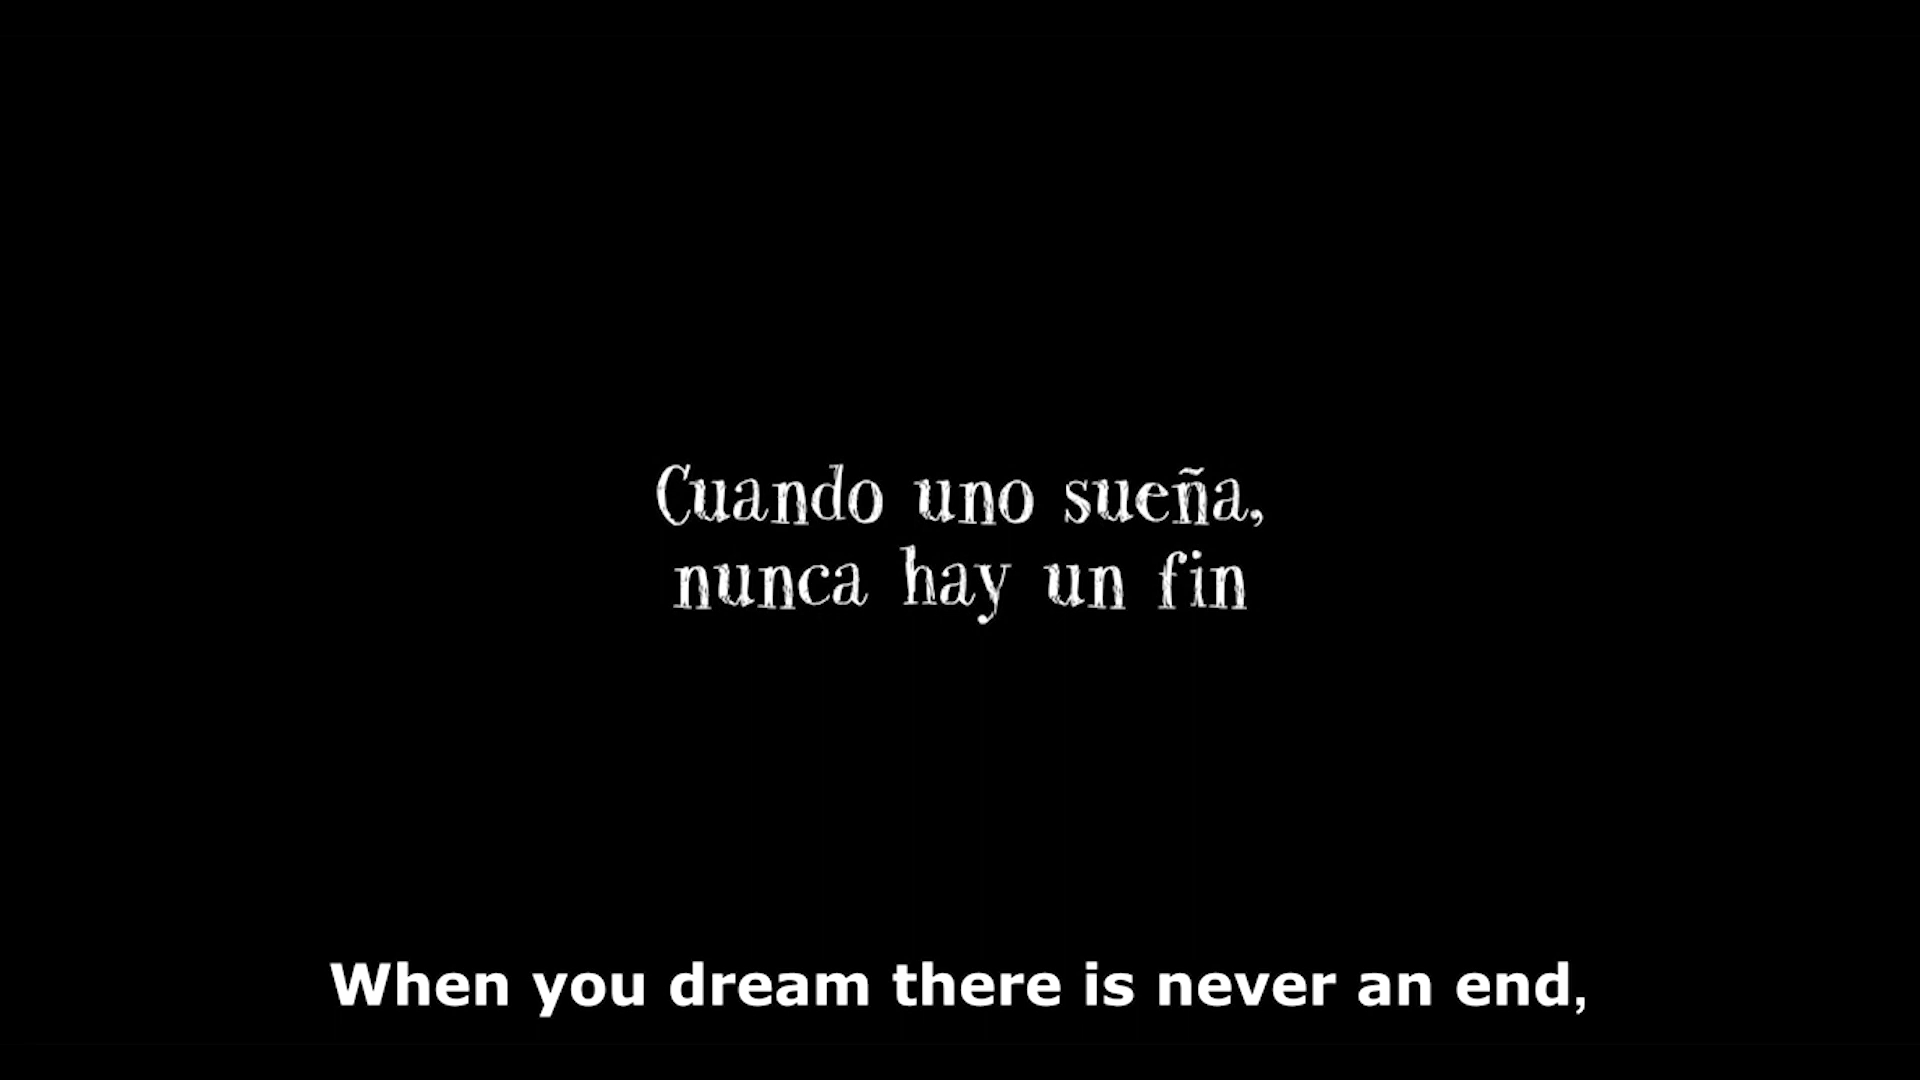 Cuando uno sueña,
nunca hay un fin
When you dream there is never an end,